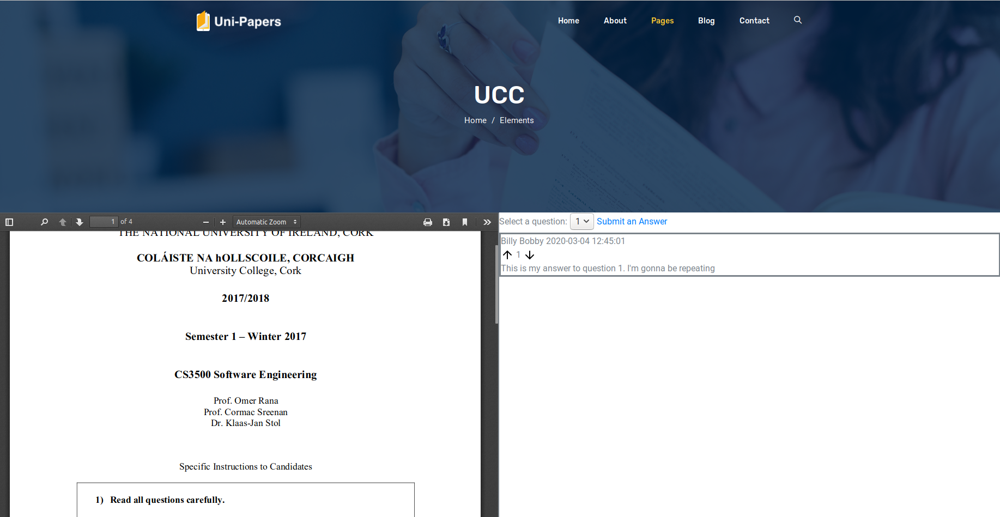 Uni-Papers
Home About Pages Blog Contact
UCC
Home / Elements
1 of 4
Automatic Zoom
THE NATIONAL UNIVERSITY OF IRELAND, CORK
COLÁISTE NA hOLLSCOILE, CORCAIGH
University College, Cork
2017/2018
Semester 1 – Winter 2017
CS3500 Software Engineering
Prof. Omer Rana
Prof. Cormac Sreenan
Dr. Klaas-Jan Stol
Specific Instructions to Candidates
1) Read all questions carefully.
Select a question: 1 Submit an Answer
Billy Bobby 2020-03-04 12:45:01
1
This is my answer to question 1. I'm gonna be repeating